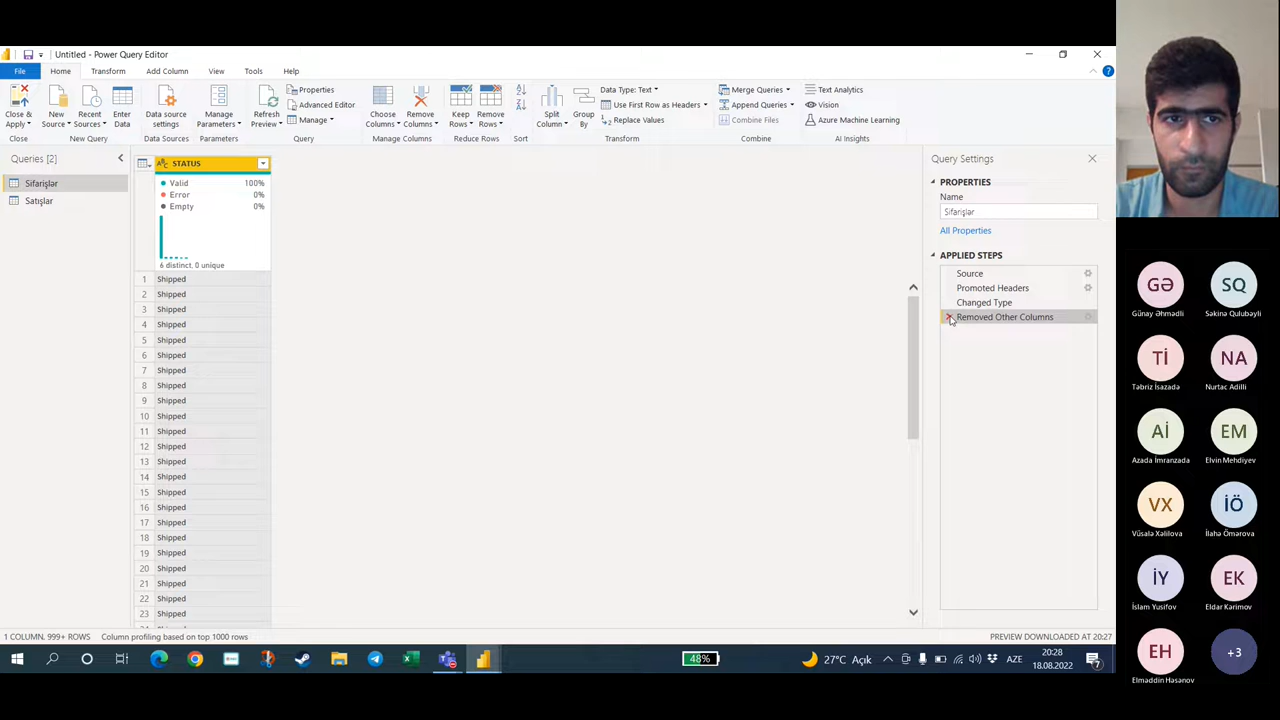 Untitled - Power Query Editor
File Home Transform Add Column View Tools Help
Close & Apply
New Source
Recent Sources
Enter Data
Data source settings
Manage Parameters
Refresh Preview
Properties
Advanced Editor
Manage
Choose Columns
Remove Columns
Keep Rows
Remove Rows
Split Column
Group By
Data Type: Text
Use First Row as Headers
Replace Values
Merge Queries
Append Queries
Combine Files
Text Analytics
Vision
Azure Machine Learning
Close New Query Data Sources Parameters Query Manage Columns Reduce Rows Sort Transform Combine AI Insights
Queries [2]
Sifarişlər
Satışlar
STATUS
Valid 100%
Error 0%
Empty 0%
6 distinct, 0 unique
1 Shipped
2 Shipped
3 Shipped
4 Shipped
5 Shipped
6 Shipped
7 Shipped
8 Shipped
9 Shipped
10 Shipped
11 Shipped
12 Shipped
13 Shipped
14 Shipped
15 Shipped
16 Shipped
17 Shipped
18 Shipped
19 Shipped
20 Shipped
21 Shipped
22 Shipped
23 Shipped
Query Settings
PROPERTIES
Name
Sifarişlər
All Properties
APPLIED STEPS
Source
Promoted Headers
Changed Type
Removed Other Columns
1 COLUMN, 999+ ROWS Column profiling based on top 1000 rows
PREVIEW DOWNLOADED AT 20:27
48%
27°C Açık
AZE
20:28
18.08.2022
7
GƏ SQ
Günay Əhmədli Səkinə Qulubəyli
Tİ NA
Təbriz İsazadə Nurtac Adilli
Aİ EM
Azada İmranzada Elvin Mehdiyev
VX İÖ
Vüsalə Xəlilova İlahə Ömərova
İY EK
İslam Yusifov Eldar Kərimov
EH +3
Elməddin Həsənov